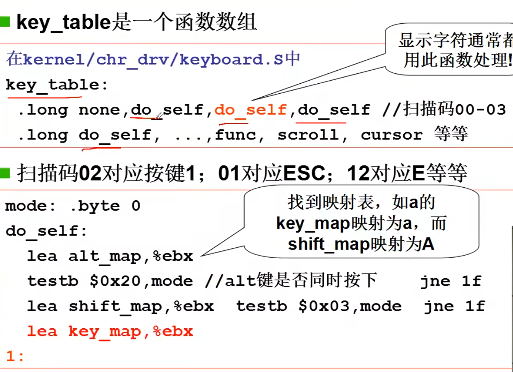 key_table是一个函数数组
显示字符通常都
用此函数处理!
在kernel/chr_drv/keyboard.S中
key_table:
.long none,do_self,do_self,do_self //扫描码00-03
.long do_self, ...,func, scroll, cursor 等等
扫描码02对应按键1；01对应ESC；12对应E等等
mode: .byte 0
找到映射表，如a的
key_map映射为a，而
shift_map映射为A
do_self:
lea alt_map,%ebx
testb $0x20,mode //alt键是否同时按下 jne 1f
lea shift_map,%ebx testb $0x03,mode jne 1f
lea key_map,%ebx
1: